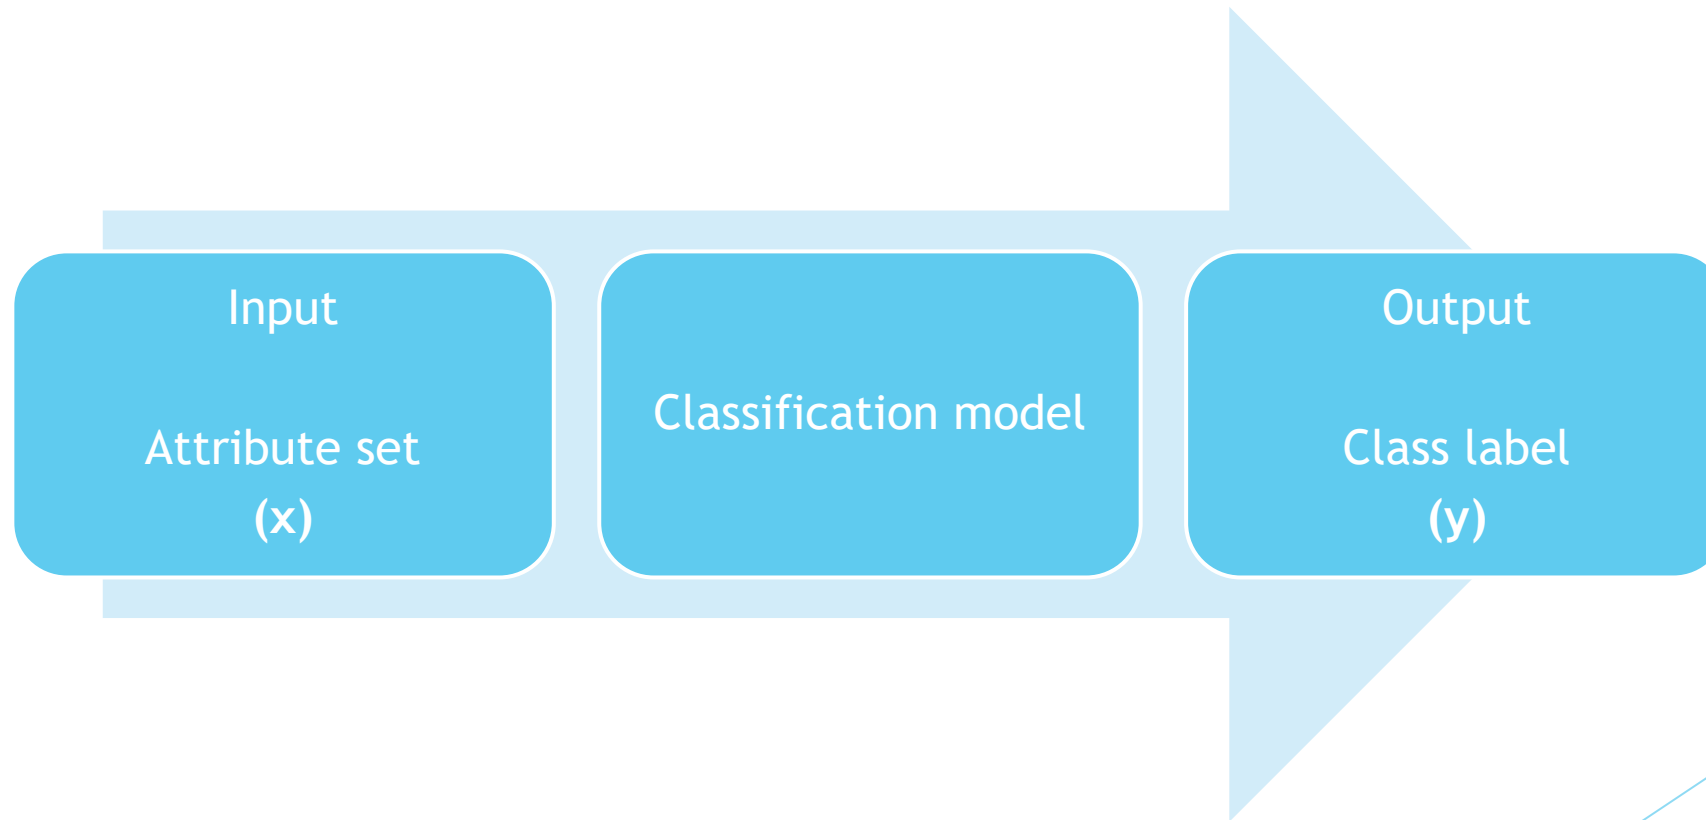 Input
Attribute set
(x)
Classification model
Output
Class label
(y)